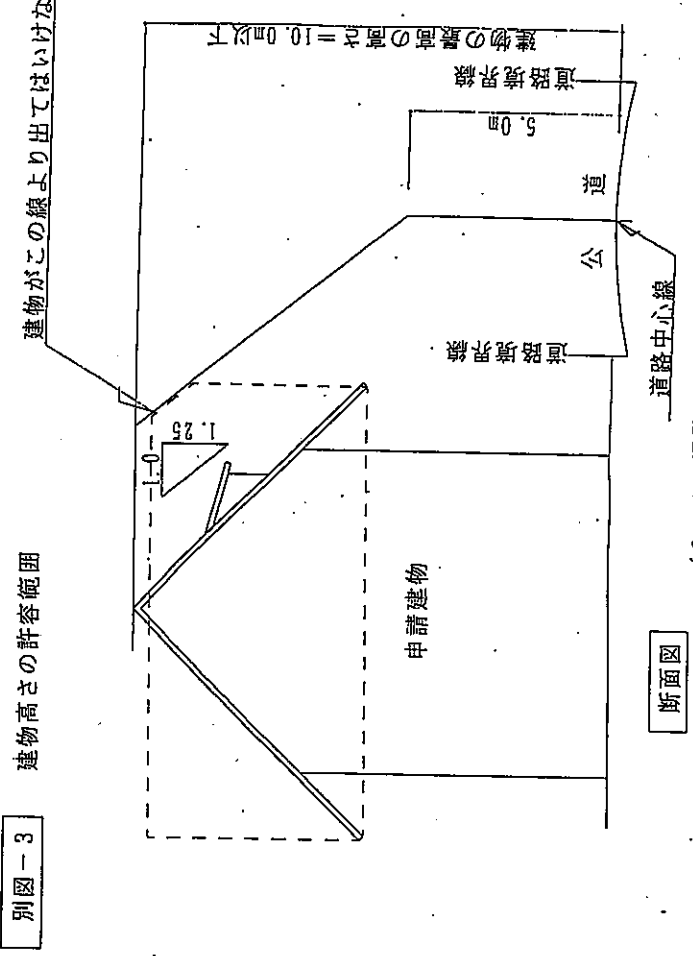 別図－3
建物高さの許容範囲
建物がこの線より出てはいけな
建物の最高の高さ＝10.0m以下
道路境界線
5.0m
1.0
1.25
公道
道路境界線
申請建物
道路中心線
断面図